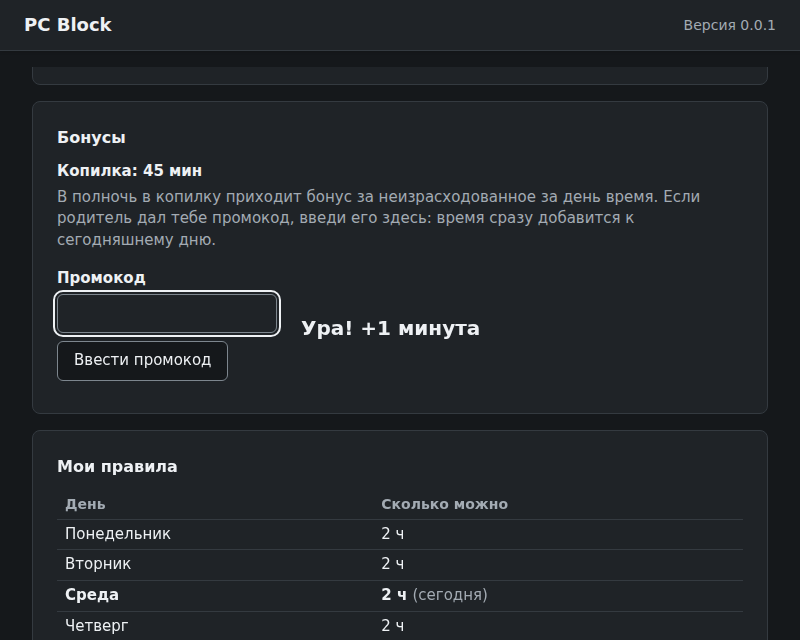 PC Block
Версия 0.0.1
Бонусы
Копилка: 45 мин
В полночь в копилку приходит бонус за неизрасходованное за день время. Если
родитель дал тебе промокод, введи его здесь: время сразу добавится к
сегодняшнему дню.
Промокод
Ура! +1 минута
Ввести промокод
Мои правила
День Сколько можно
Понедельник 2 ч
Вторник 2 ч
Среда 2 ч (сегодня)
Четверг 2 ч